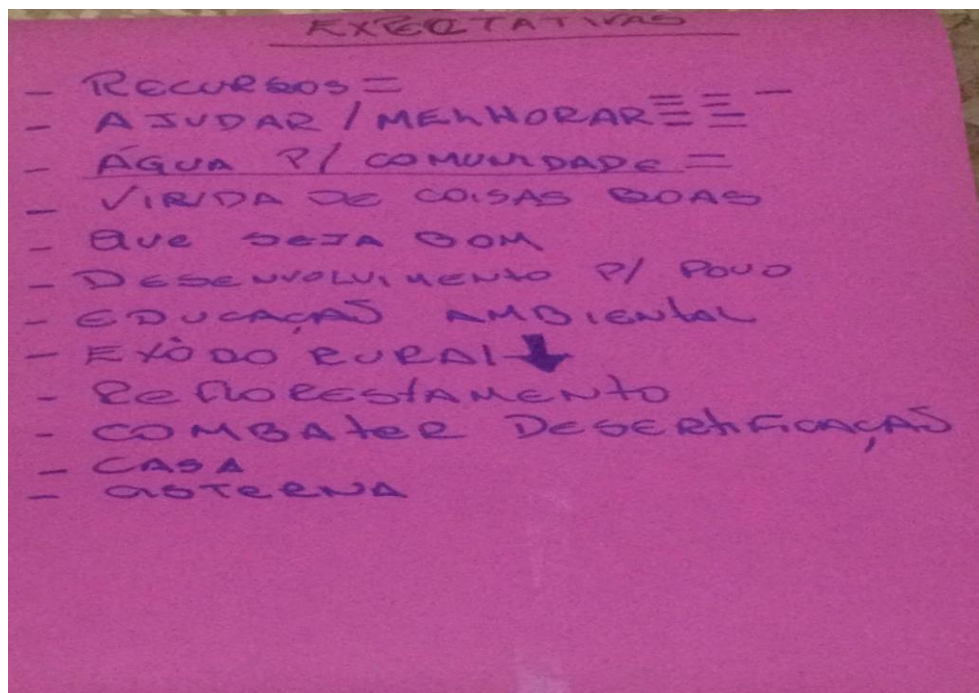 EXPECTATIVAS
- RECURSOS =
- AJUDAR / MELHORAR ≡ ≡ -
- ÁGUA P/ COMUNIDADE =
- VINDA DE COISAS BOAS
- QUE SEJA BOM
- DESENVOLVIMENTO P/ POVO
- EDUCAÇÃO AMBIENTAL
- EXÔDO RURAL ↓
- REFLORESTAMENTO
- COMBATER DESERTIFICAÇÃO
- CASA
- CISTERNA